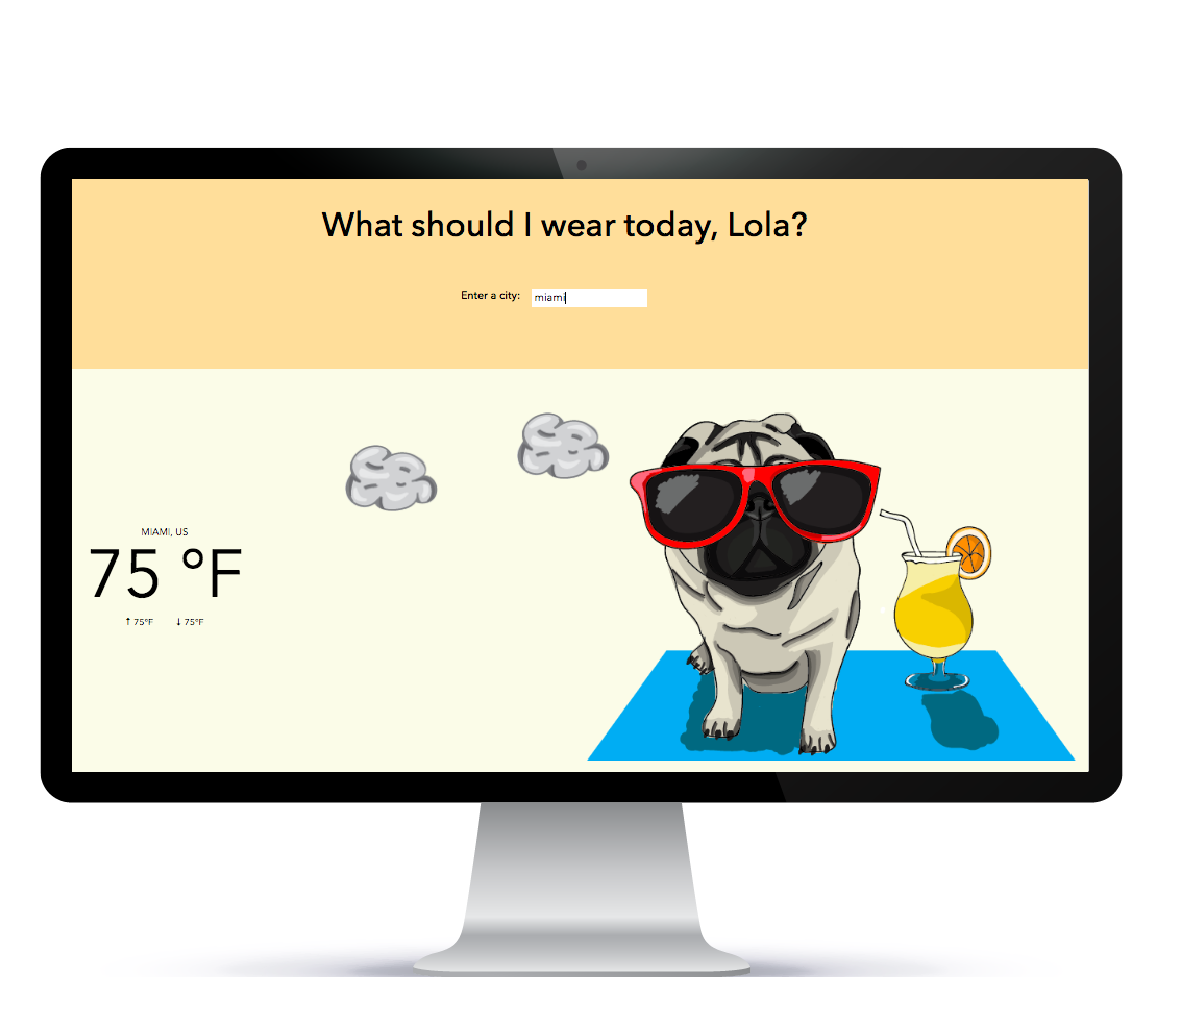 What should I wear today, Lola?
Enter a city: miami
MIAMI, US
75 °F
↑ 75°F ↓ 75°F